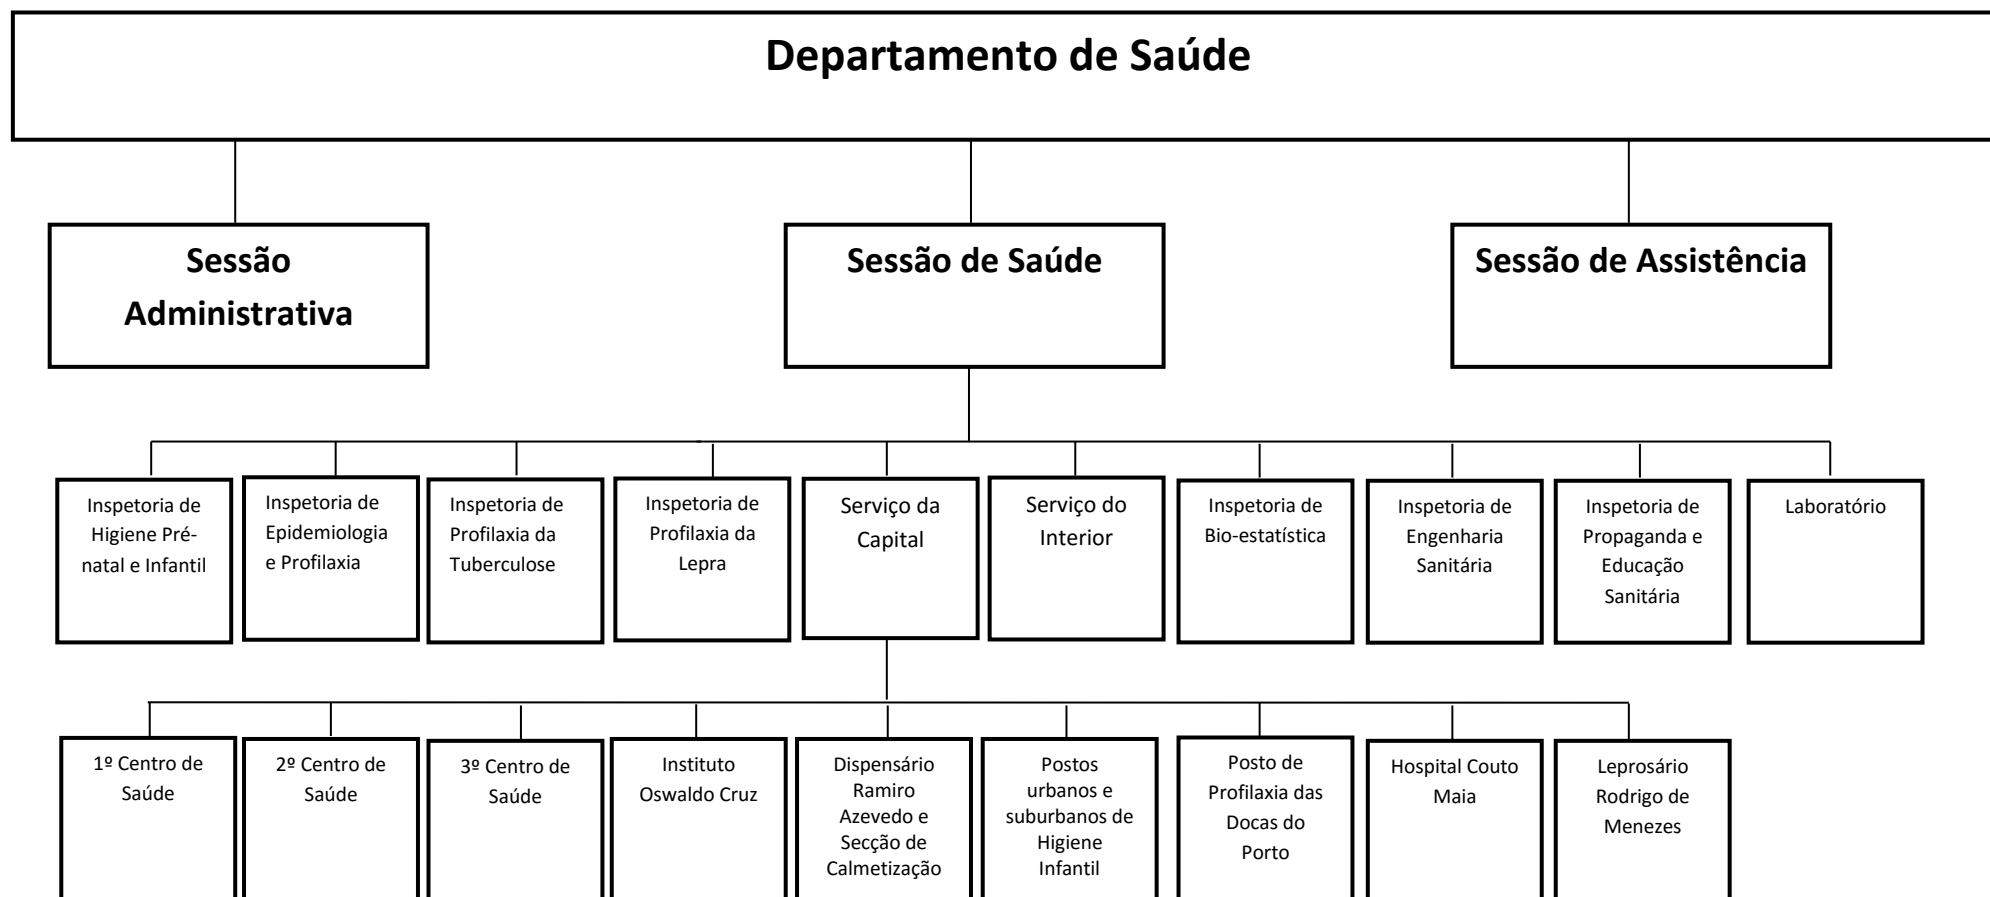 Departamento de Saúde
Sessão
Administrativa
Sessão de Saúde
Sessão de Assistência
Inspetoria de
Higiene Pré-
natal e Infantil
Inspetoria de
Epidemiologia
e Profilaxia
Inspetoria de
Profilaxia da
Tuberculose
Inspetoria de
Profilaxia da
Lepra
Serviço da
Capital
Serviço do
Interior
Inspetoria de
Bio-estatística
Inspetoria de
Engenharia
Sanitária
Inspetoria de
Propaganda e
Educação
Sanitária
Laboratório
1º Centro de
Saúde
2º Centro de
Saúde
3º Centro de
Saúde
Instituto
Oswaldo Cruz
Dispensário
Ramiro
Azevedo e
Secção de
Calmetização
Postos
urbanos e
suburbanos de
Higiene
Infantil
Posto de
Profilaxia das
Docas do
Porto
Hospital Couto
Maia
Leprosário
Rodrigo de
Menezes